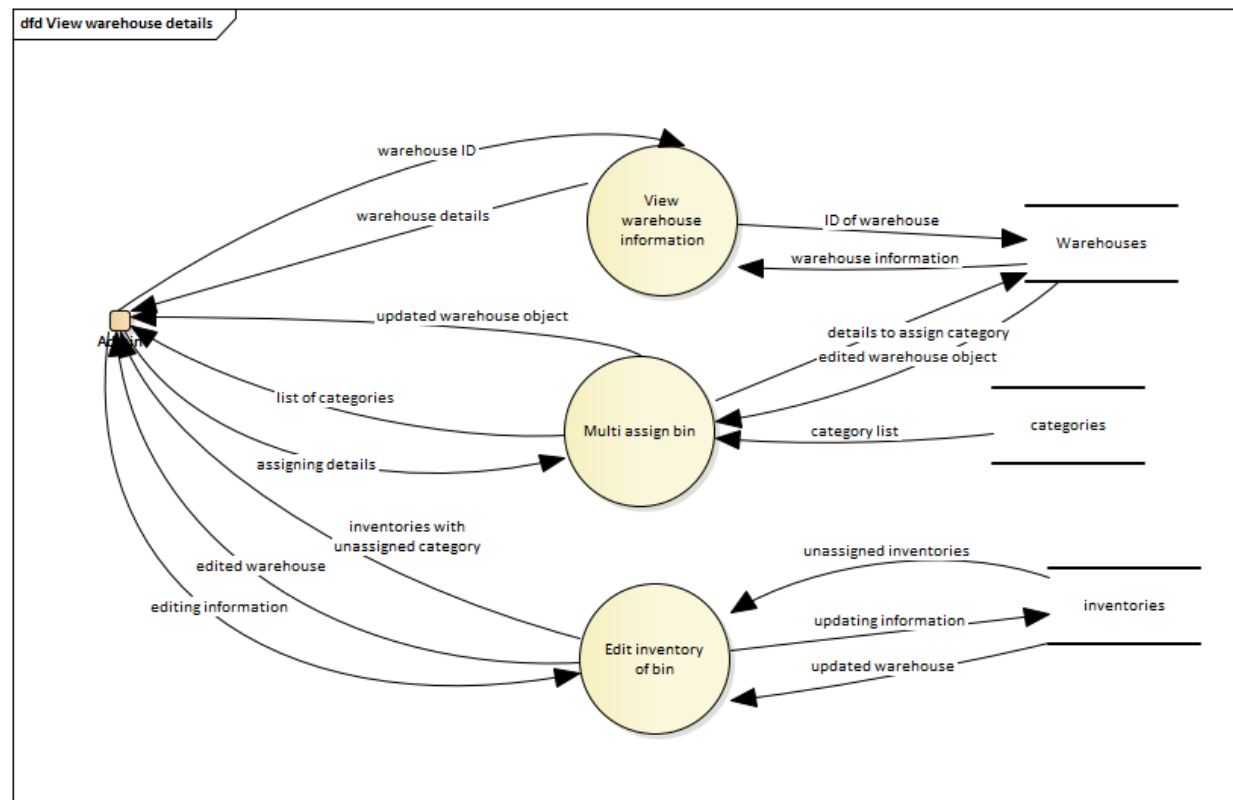 dfd View warehouse details
warehouse ID
View
warehouse
information
warehouse details
ID of warehouse
Warehouses
warehouse information
updated warehouse object
Admin
details to assign category
edited warehouse object
list of categories
Multi assign bin
category list
categories
assigning details
inventories with
unassigned category
unassigned inventories
edited warehouse
editing information
inventories
updating information
Edit inventory
of bin
updated warehouse